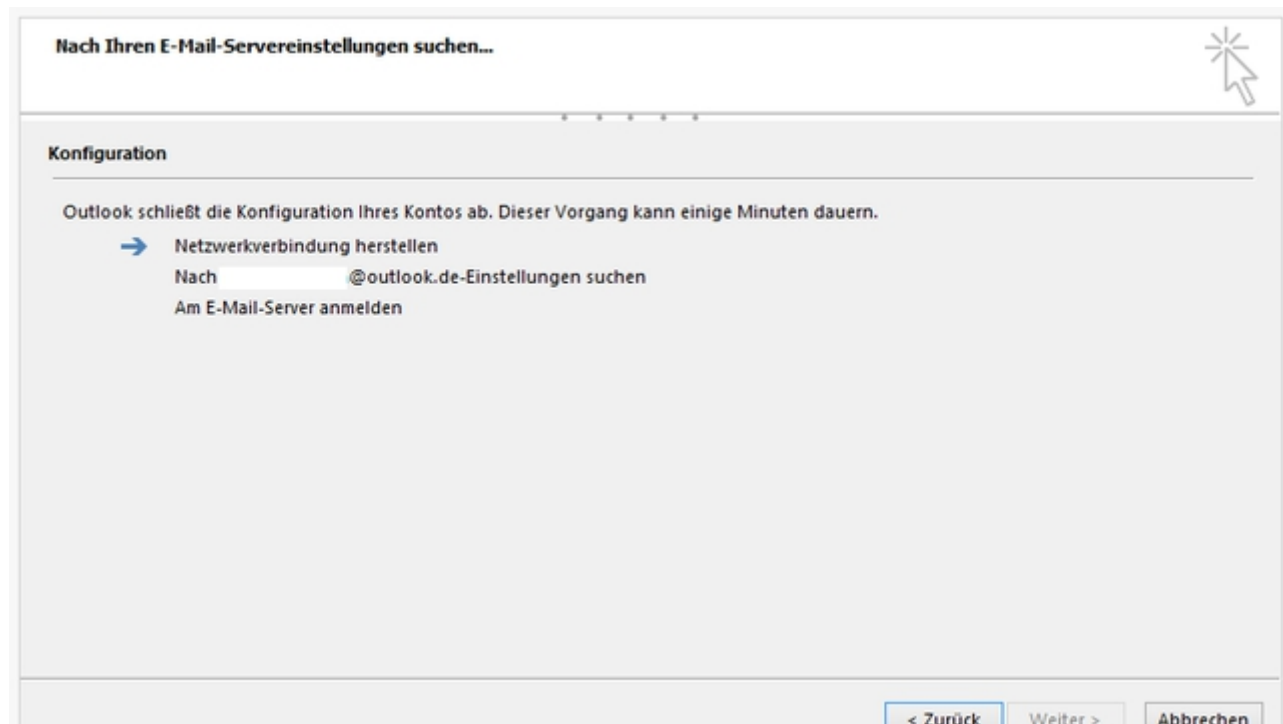 Nach Ihren E-Mail-Servereinstellungen suchen...
Konfiguration
Outlook schließt die Konfiguration Ihres Kontos ab. Dieser Vorgang kann einige Minuten dauern.
Netzwerkverbindung herstellen
Nach @outlook.de-Einstellungen suchen
Am E-Mail-Server anmelden
< Zurück Weiter > Abbrechen